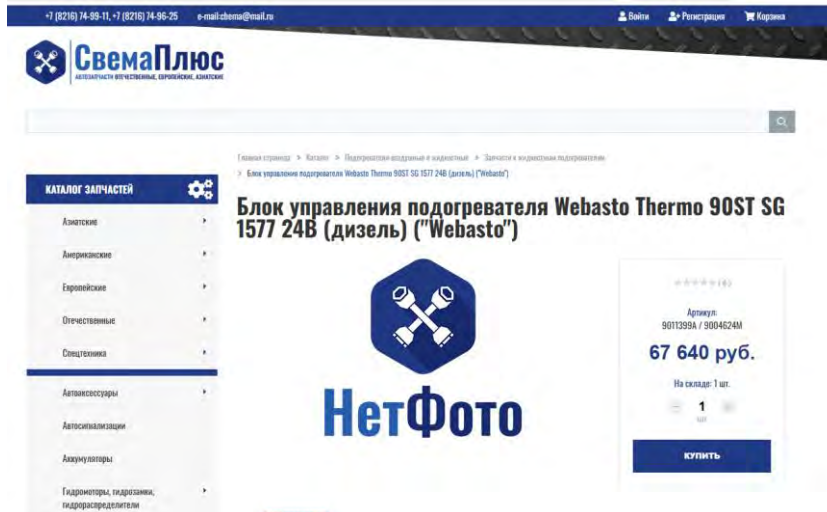 +7 (8216) 74-99-11, +7 (8216) 74-96-25 e-mail:cbema@mail.ru Войти Регистрация Корзина
СвемаПлюс
АВТОЗАПЧАСТИ ОТЕЧЕСТВЕННЫЕ, ЕВРОПЕЙСКИЕ, АЗИАТСКИЕ
Главная страница > Каталог > Подогреватели воздушные и жидкостные > Запчасти к жидкостным подогревателям
> Блок управления подогревателя Webasto Thermo 90ST SG 1577 24В (дизель) ("Webasto")
КАТАЛОГ ЗАПЧАСТЕЙ
Азиатские
Американские
Европейские
Отечественные
Спецтехника
Автоаксессуары
Автосигнализации
Аккумуляторы
Гидромоторы, гидрозамки,
гидрораспределители
Блок управления подогревателя Webasto Thermo 90ST SG
1577 24В (дизель) ("Webasto")
НетФото
Артикул:
9011399A / 9004624M
67 640 руб.
На складе: 1 шт.
1
шт
КУПИТЬ